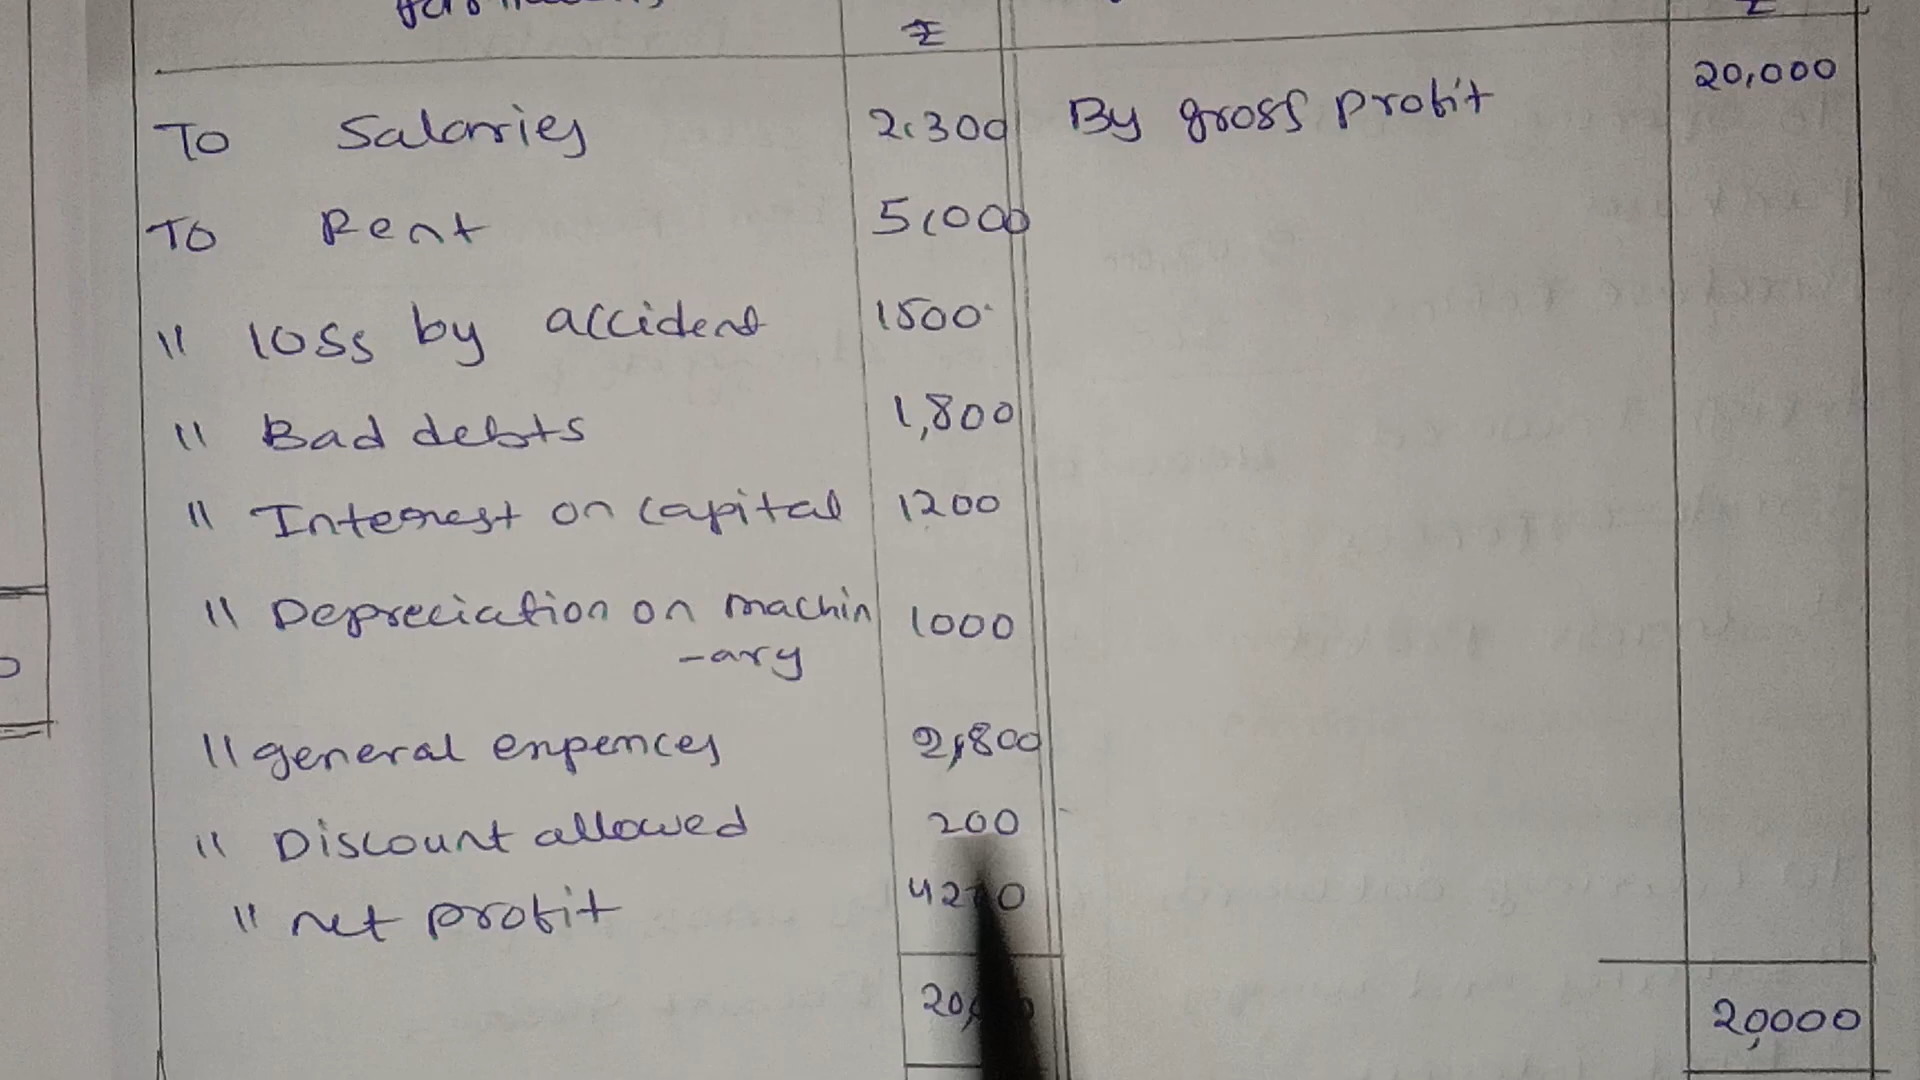 ₹
To Salaries 2,300 By gross profit 20,000
To Rent 5,000
" loss by accident 1500
" Bad debts 1,800
" Interest on capital 1200
" Depreciation on machin 1000
-ary
" general expences 2,800
" Discount allowed 200
" net profit
20000